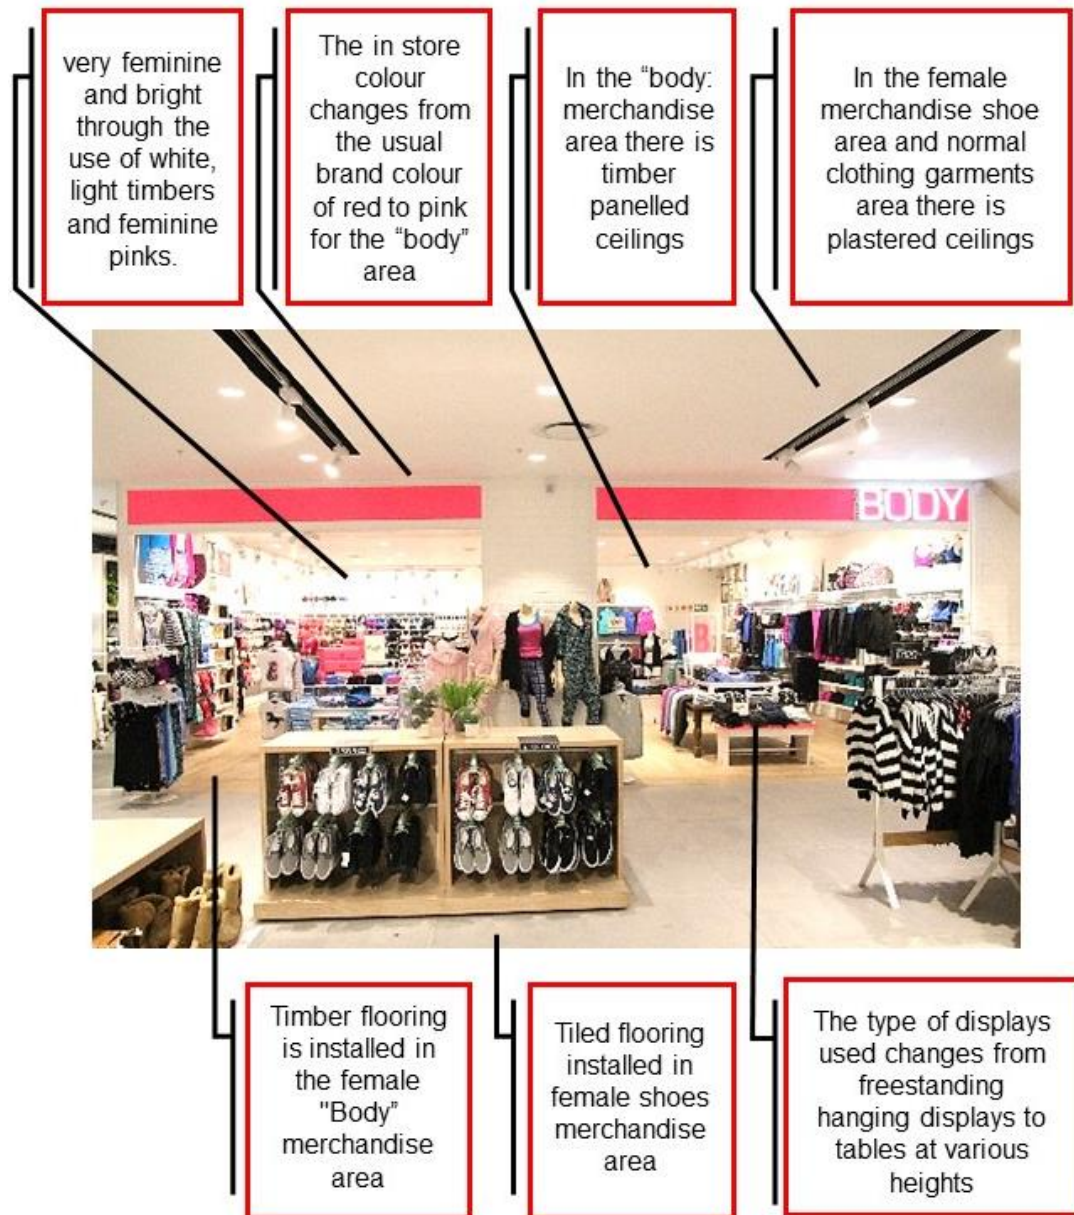 very feminine
and bright
through the
use of white,
light timbers
and feminine
pinks.
The in store
colour
changes from
the usual
brand colour
of red to pink
for the “body”
area
In the “body:
merchandise
area there is
timber
panelled
ceilings
In the female
merchandise shoe
area and normal
clothing garments
area there is
plastered ceilings
BODY
Timber flooring
is installed in
the female
"Body”
merchandise
area
Tiled flooring
installed in
female shoes
merchandise
area
The type of displays
used changes from
freestanding
hanging displays to
tables at various
heights